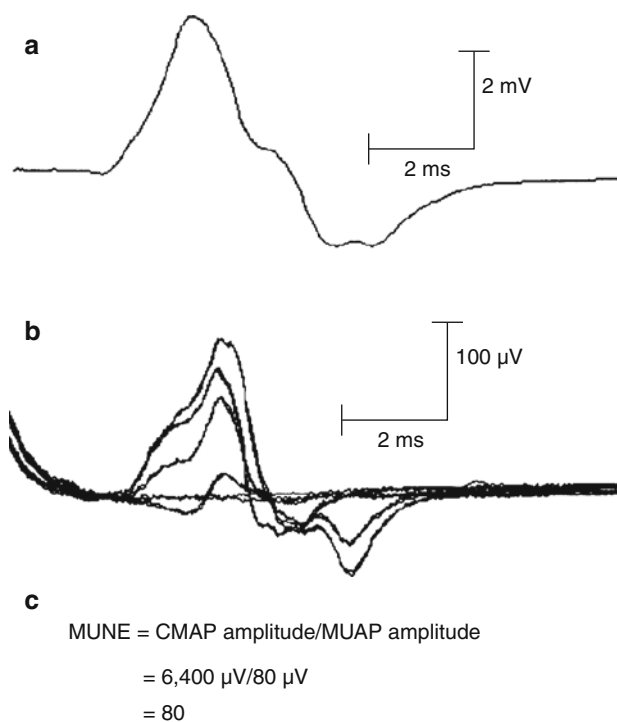 a
2 mV
2 ms
b
100 µV
2 ms
c
MUNE = CMAP amplitude/MUAP amplitude
= 6,400 µV/80 µV
= 80